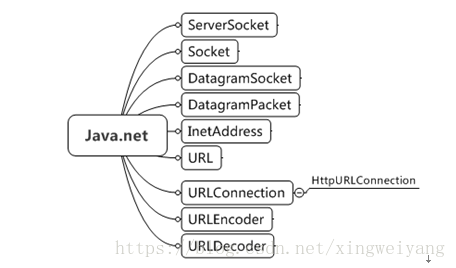 ServerSocket
Socket
DatagramSocket
DatagramPacket
Java.net
InetAddress
URL
HttpURLConnection
URLConnection
URLEncoder
URLDecoder
https://blog.csdn.net/xingweiyang